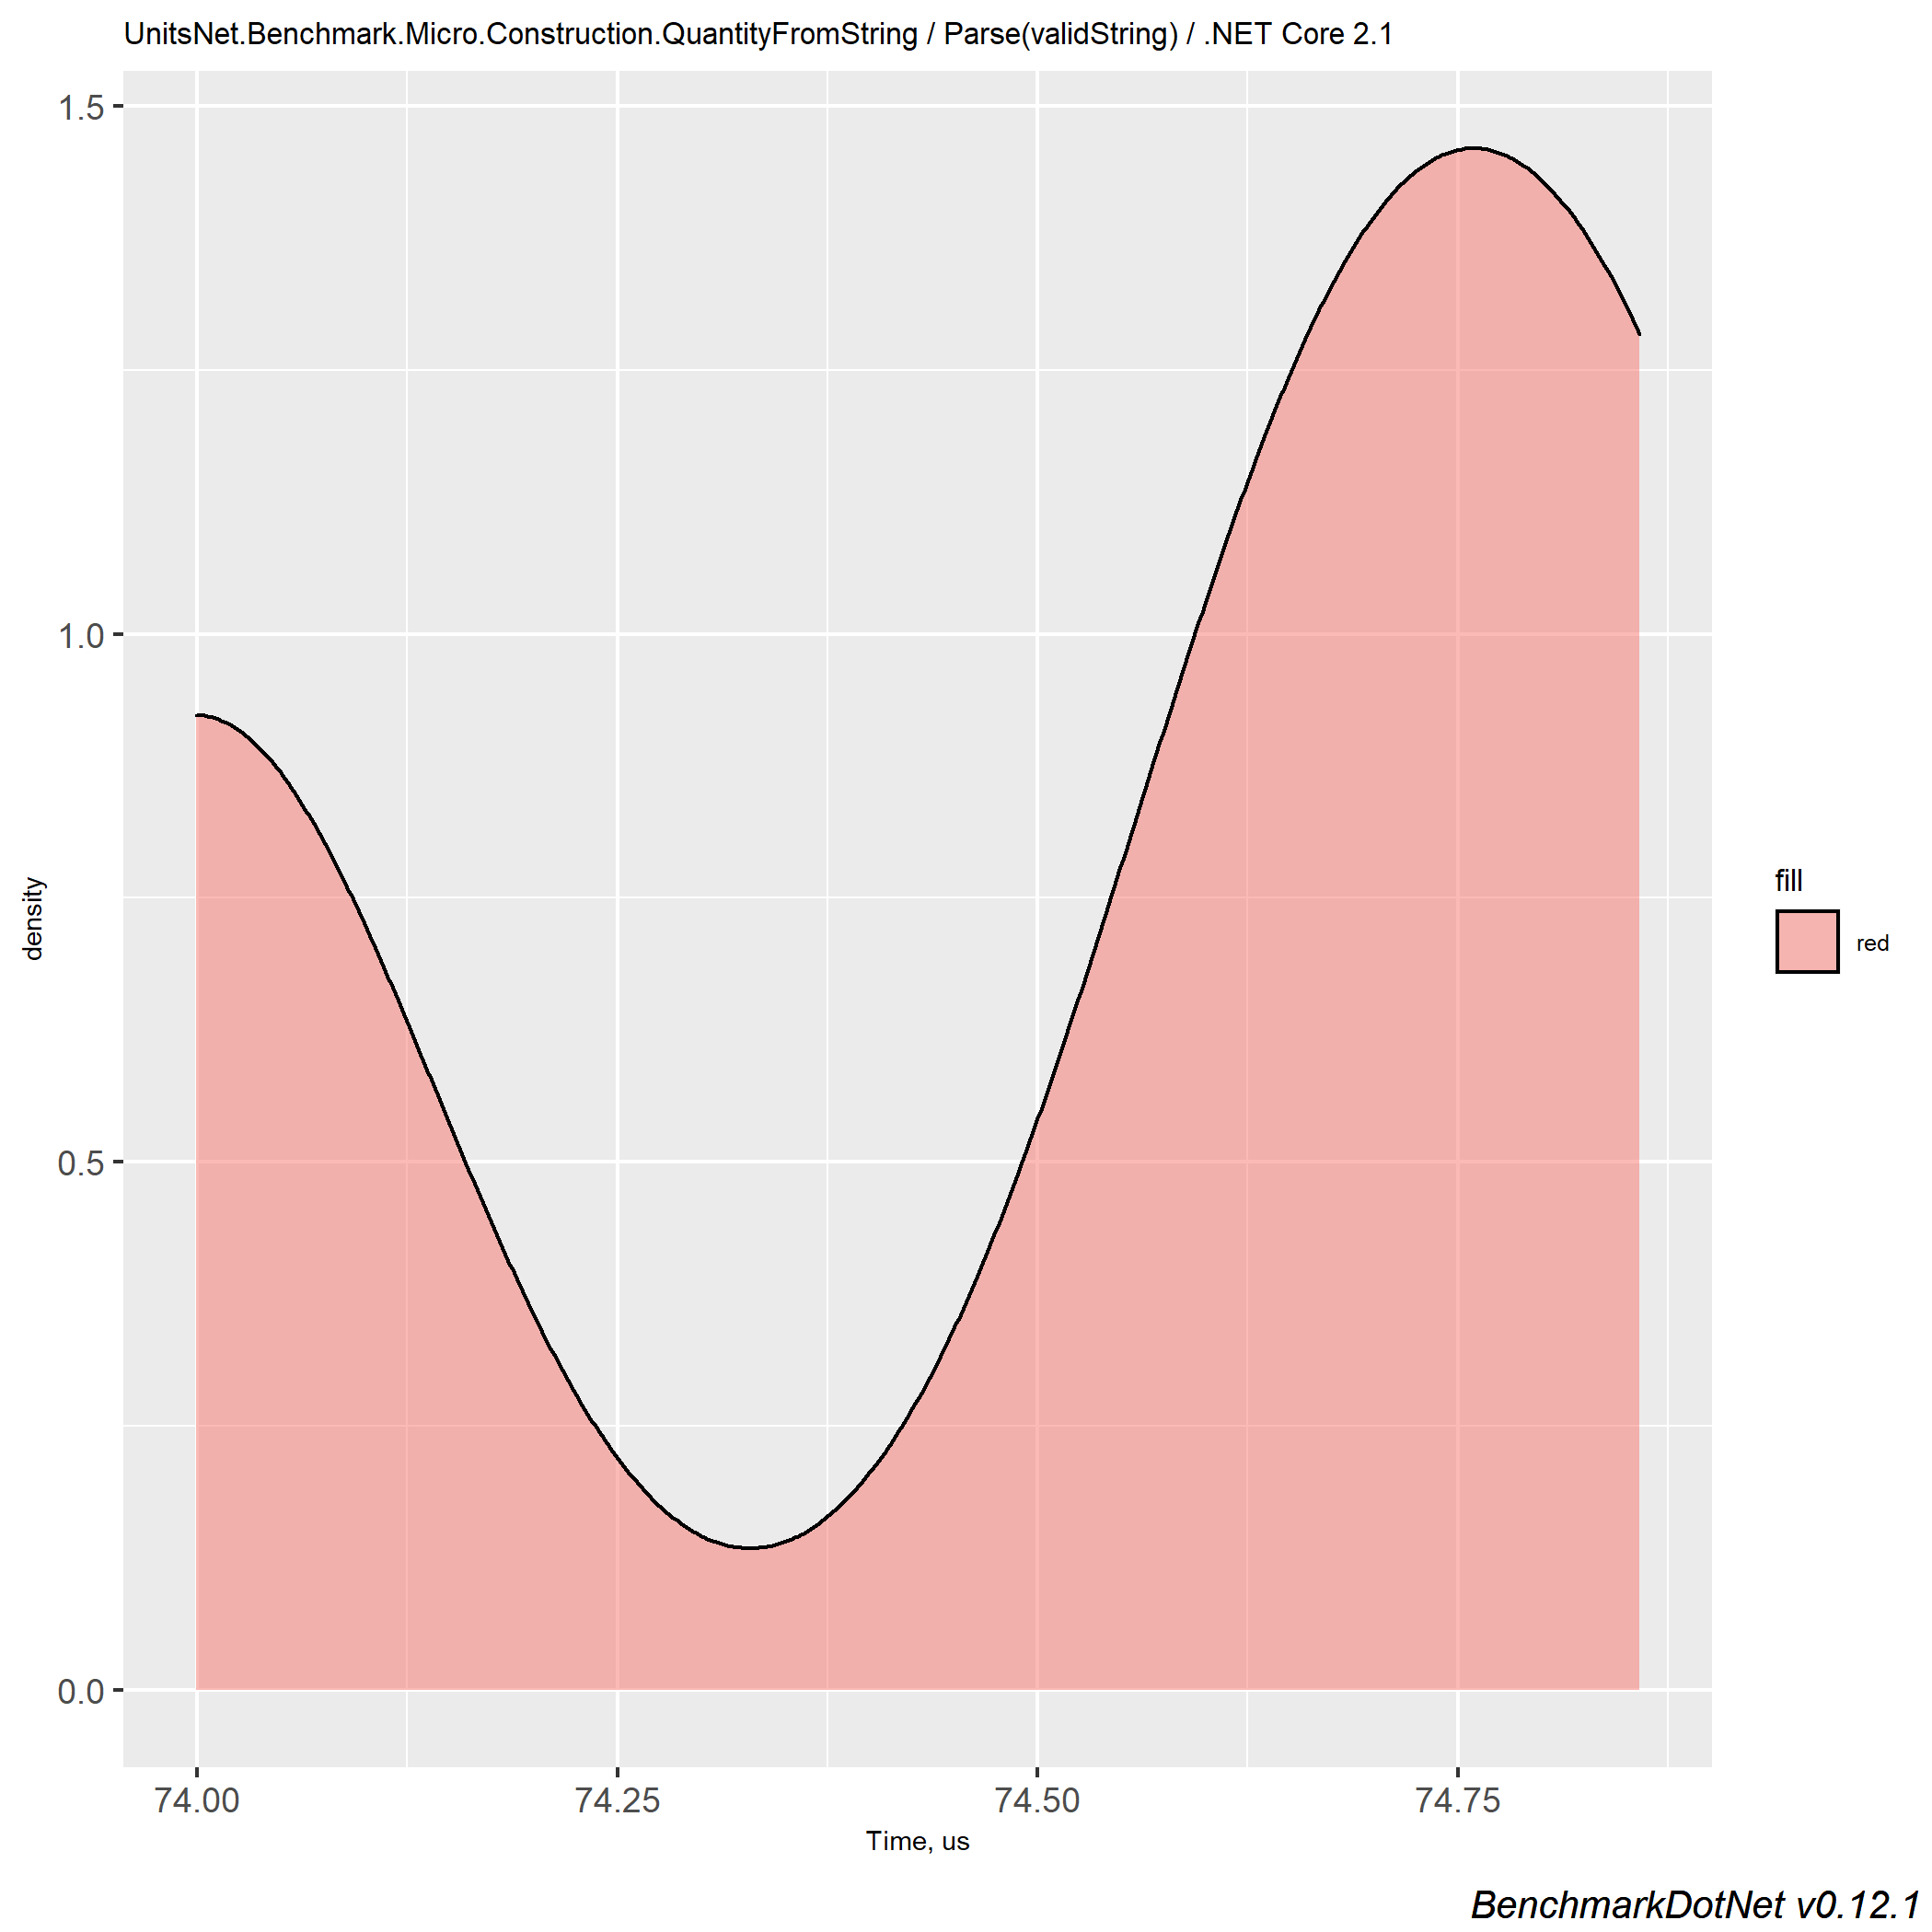 UnitsNet.Benchmark.Micro.Construction.QuantityFromString / Parse(validString) / .NET Core 2.1
1.5
1.0
0.5
0.0
density
74.00
74.25
74.50
74.75
Time, us
fill
red
BenchmarkDotNet v0.12.1